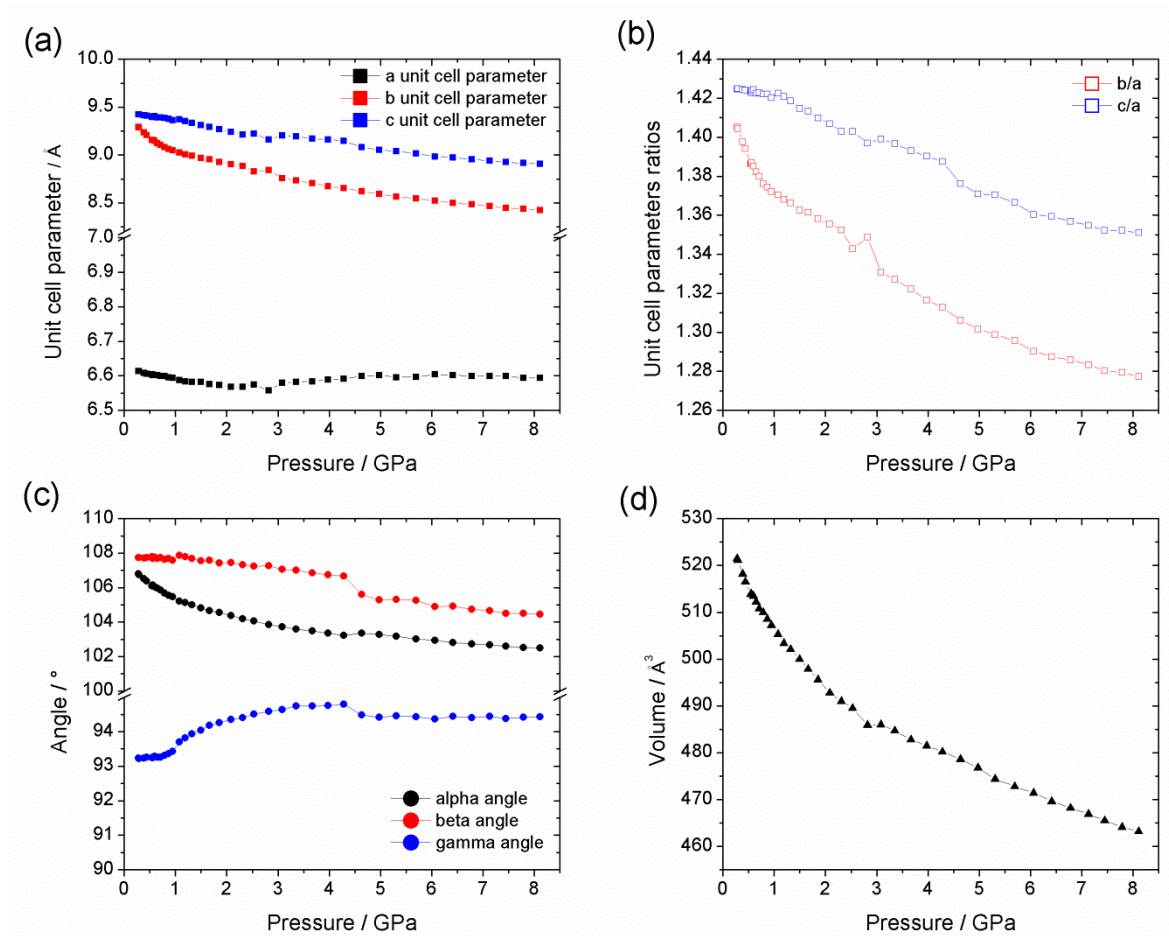 (a)
10.0
9.5
9.0
8.5
7.0
6.9
6.8
6.7
6.6
6.5
Unit cell parameter / Å
a unit cell parameter
b unit cell parameter
c unit cell parameter
0 1 2 3 4 5 6 7 8
Pressure / GPa
(b)
1.44
1.42
1.40
1.38
1.36
1.34
1.32
1.30
1.28
1.26
Unit cell parameters ratios
b/a
c/a
0 1 2 3 4 5 6 7 8
Pressure / GPa
(c)
110
108
106
104
102
100
94
93
92
91
90
Angle / °
alpha angle
beta angle
gamma angle
0 1 2 3 4 5 6 7 8
Pressure / GPa
(d)
530
520
510
500
490
480
470
460
Volume / Å³
0 1 2 3 4 5 6 7 8
Pressure / GPa